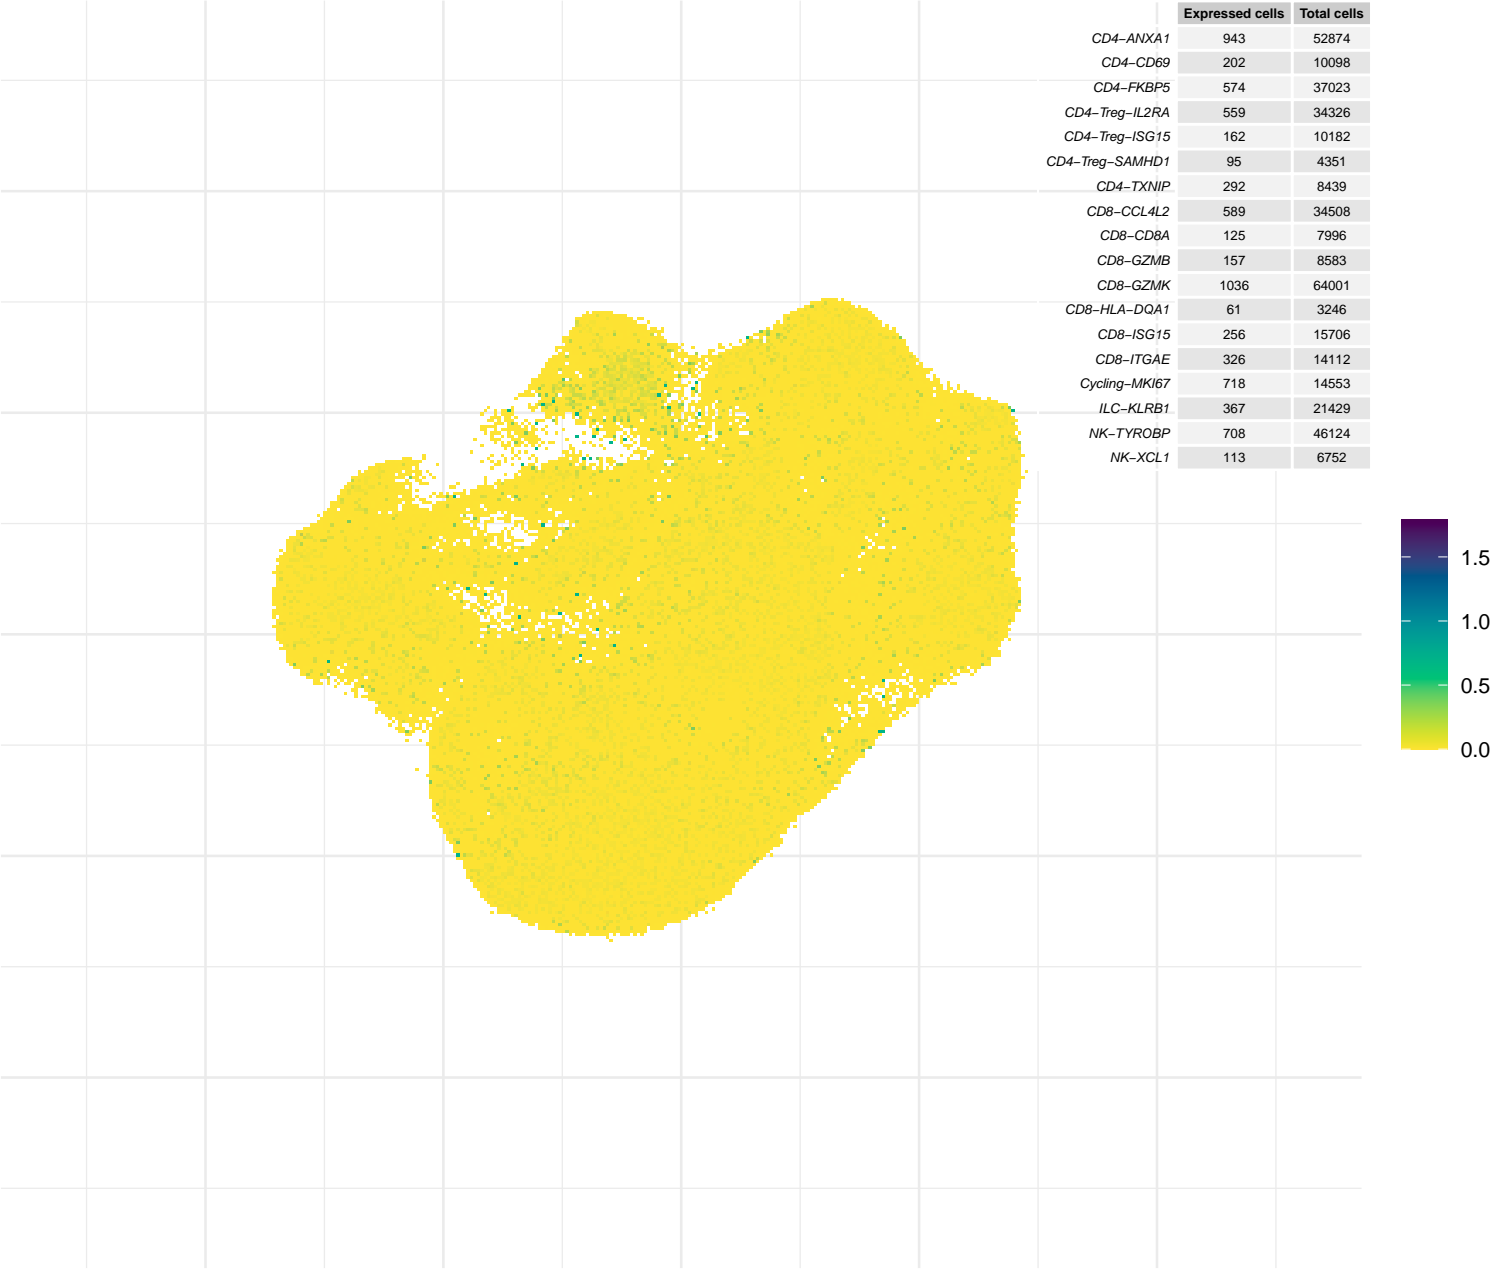 Expressed cells Total cells
CD4−ANXA1 943 52874
CD4−CD69 202 10098
CD4−FKBP5 574 37023
CD4−Treg−IL2RA 559 34326
CD4−Treg−ISG15 162 10182
CD4−Treg−SAMHD1 95 4351
CD4−TXNIP 292 8439
CD8−CCL4L2 589 34508
CD8−CD8A 125 7996
CD8−GZMB 157 8583
CD8−GZMK 1036 64001
CD8−HLA−DQA1 61 3246
CD8−ISG15 256 15706
CD8−ITGAE 326 14112
Cycling−MKI67 718 14553
ILC−KLRB1 367 21429
NK−TYROBP 708 46124
NK−XCL1 113 6752
1.5
1.0
0.5
0.0